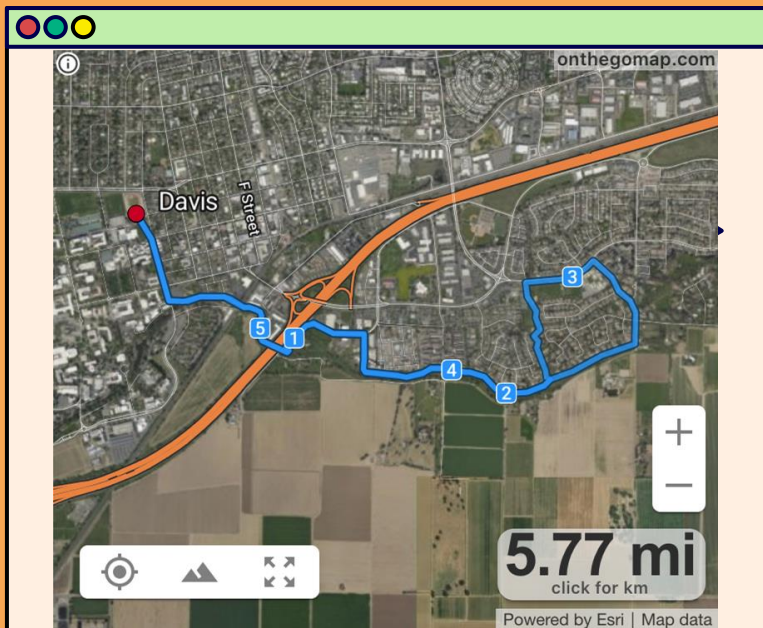 onthegomap.com
Davis
F Street
3
5
1
4
2
+
−
5.77 mi
click for km
Powered by Esri | Map data